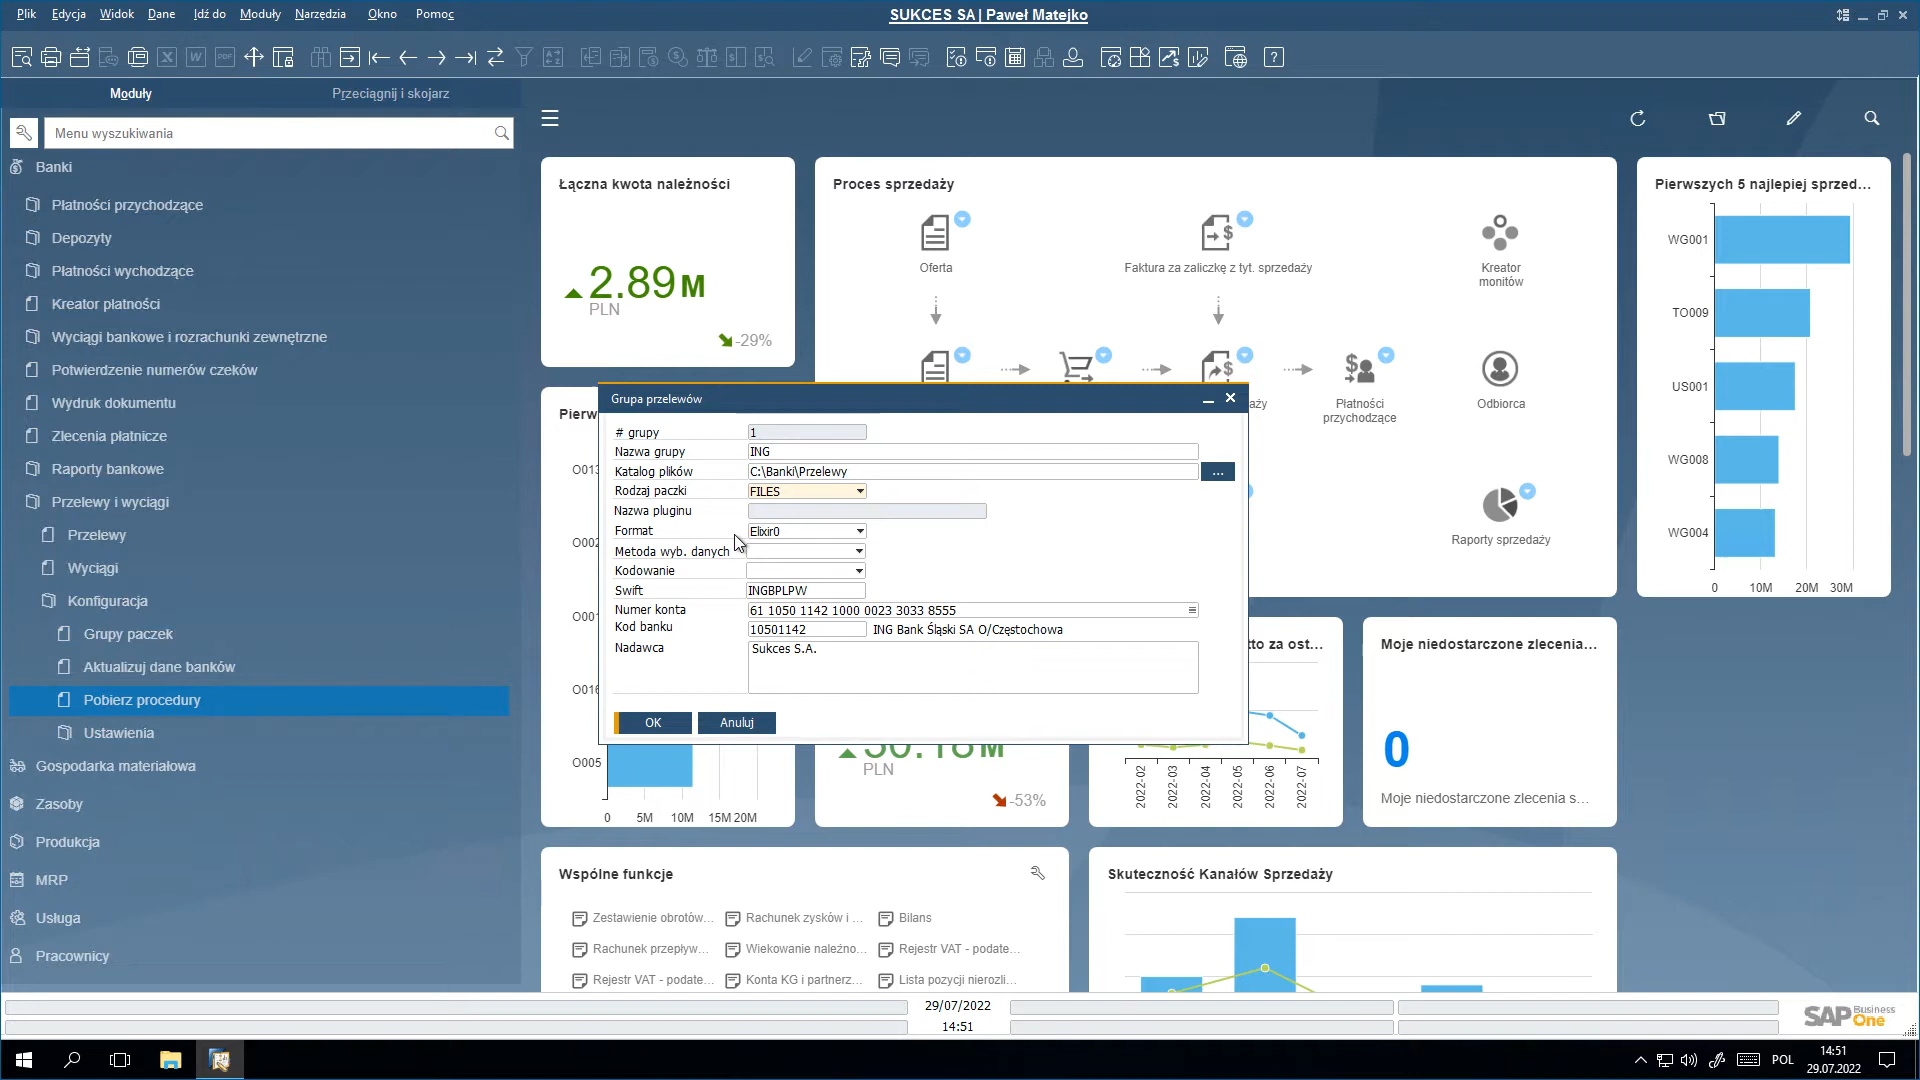 Plik Edycja Widok Dane Idź do Moduły Narzędzia Okno Pomoc
SUKCES SA | Paweł Matejko
Moduły Przeciągnij i skojarz
Menu wyszukiwania
Banki
Płatności przychodzące
Depozyty
Płatności wychodzące
Kreator płatności
Wyciągi bankowe i rozrachunki zewnętrzne
Potwierdzenie numerów czeków
Wydruk dokumentu
Zlecenia płatnicze
Raporty bankowe
Przelewy i wyciągi
Przelewy
Wyciągi
Konfiguracja
Grupy paczek
Aktualizuj dane banków
Pobierz procedury
Ustawienia
Gospodarka materiałowa
Zasoby
Produkcja
MRP
Usługa
Pracownicy
Łączna kwota należności
2.89 M
PLN
-29%
Proces sprzedaży
Oferta
Faktura za zaliczkę z tyt. sprzedaży
Kreator
monitów
Płatności
przychodzące
Odbiorca
Raporty sprzedaży
Pierwszych 5 najlepiej sprzed...
WG001
TO009
US001
WG008
WG004
0 10M 20M 30M
Grupa przelewów
# grupy 1
Nazwa grupy ING
Katalog plików C:\Banki\Przelewy ...
Rodzaj paczki FILES
Nazwa pluginu
Format Elixir0
Metoda wyb. danych
Kodowanie
Swift INGBPLPW
Numer konta 61 1050 1142 1000 0023 3033 8555
Kod banku 10501142 ING Bank Śląski SA O/Częstochowa
Nadawca Sukces S.A.
OK Anuluj
O005
0 5M 10M 15M 20M
PLN
-53%
za ost...
2022-02 2022-03 2022-04 2022-05 2022-06 2022-07
Moje niedostarczone zlecenia...
0
Moje niedostarczone zlecenia s...
Wspólne funkcje
Zestawienie obrotów... Rachunek zysków i ... Bilans
Rachunek przepływ... Wiekowanie należno... Rejestr VAT - podate...
Rejestr VAT - podate... Konta KG i partnerz... Lista pozycji nierozli...
Skuteczność Kanałów Sprzedaży
29/07/2022
14:51
SAP Business One
POL
14:51
29.07.2022